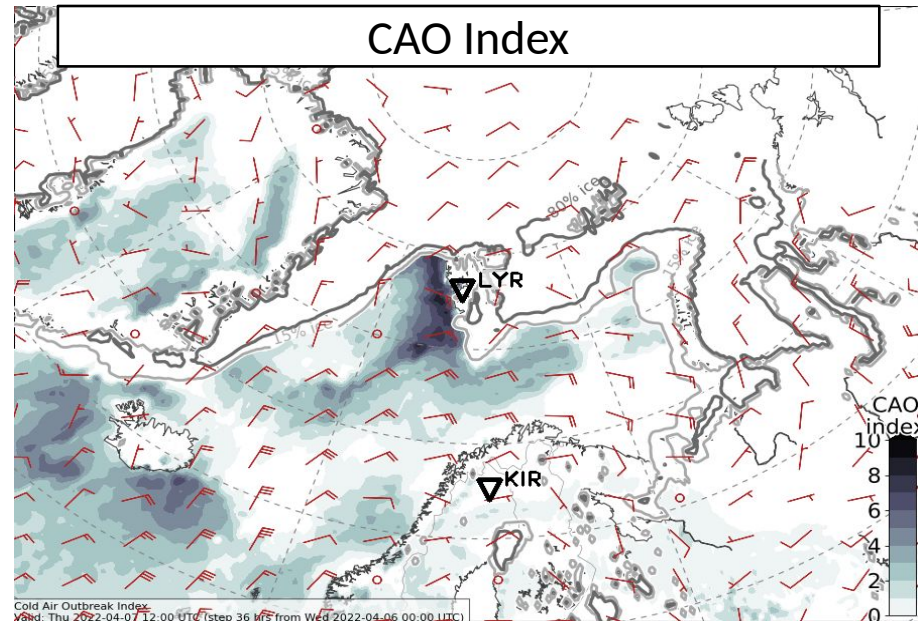 CAO Index
80% ice
LYR
15% ice
KIR
CAO
index
10
8
6
4
2
0
Cold Air Outbreak Index
Valid: Thu 2022-04-07 12:00 UTC (step 36 hrs from Wed 2022-04-06 00:00 UTC)